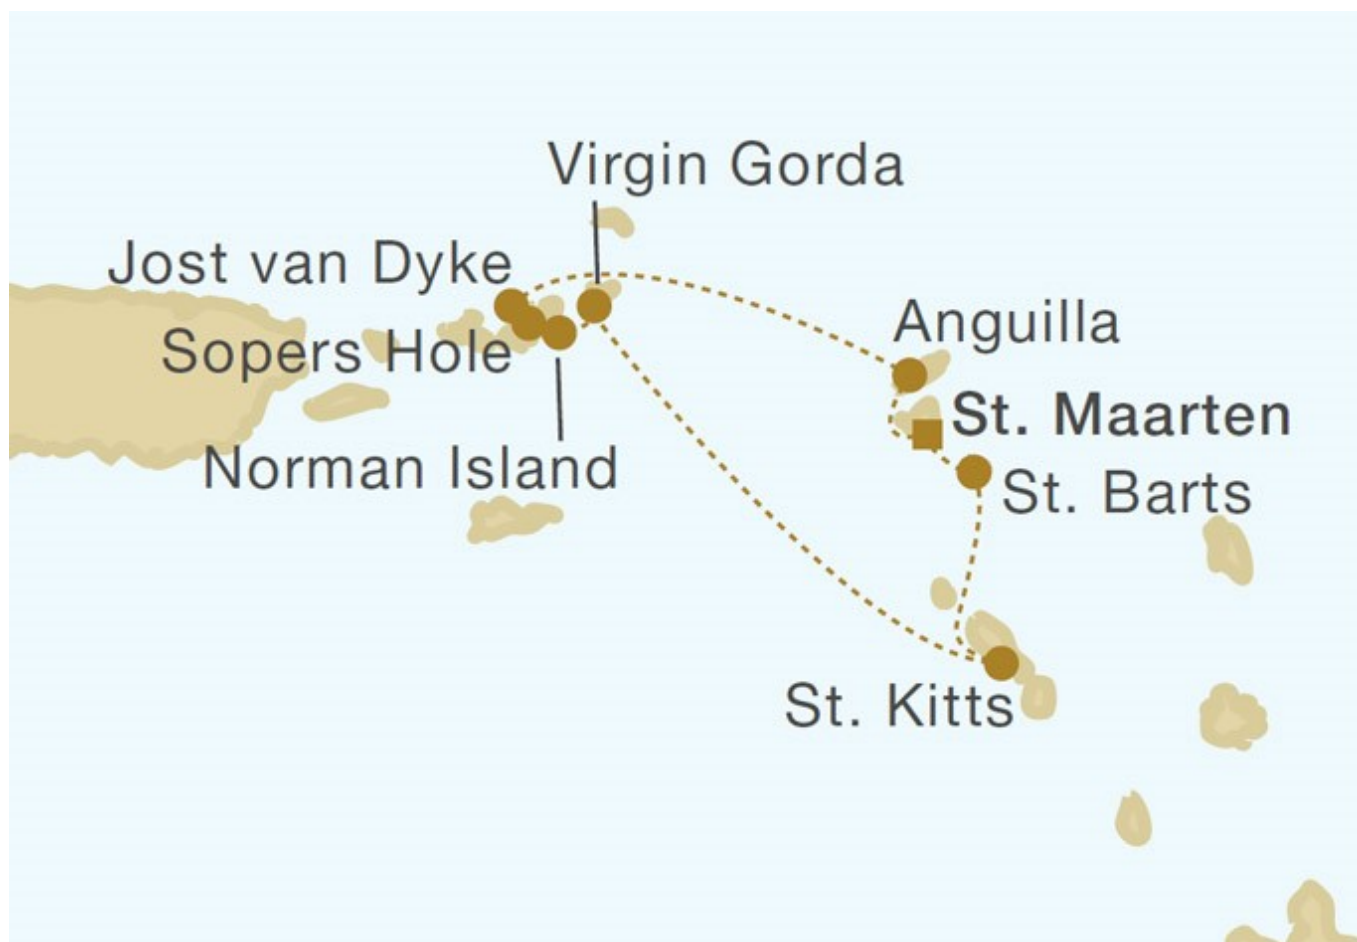 Virgin Gorda
Jost van Dyke
Anguilla
Sopers Hole
St. Maarten
Norman Island
St. Barts
St. Kitts